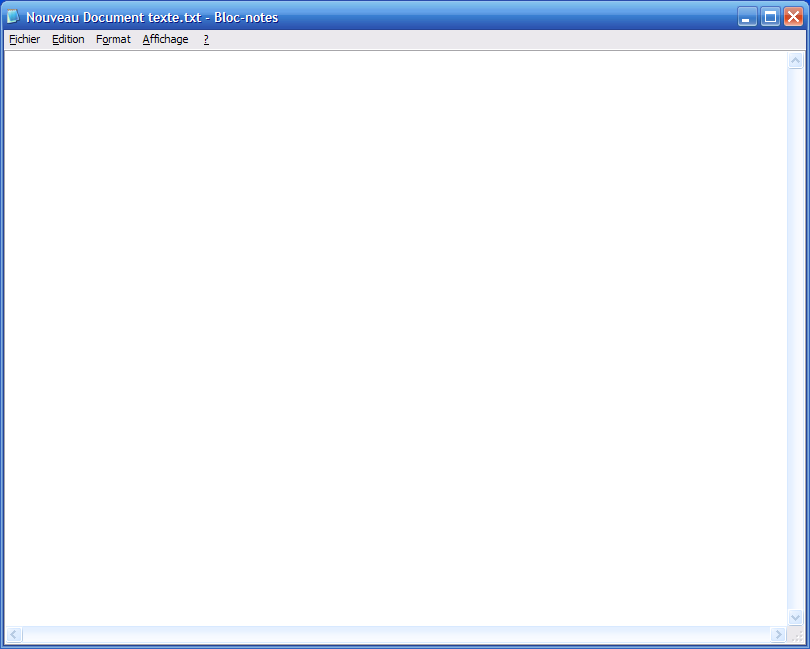 Nouveau Document texte.txt - Bloc-notes
Fichier Edition Format Affichage ?